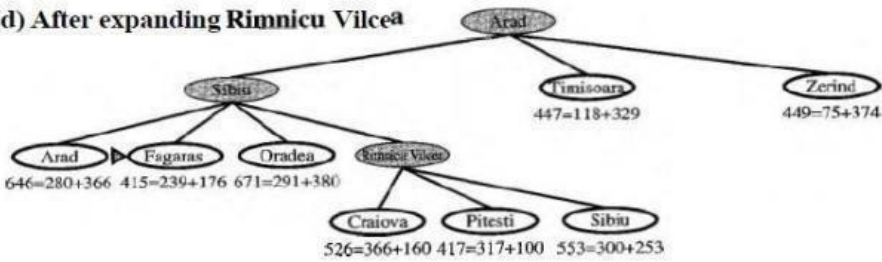 d) After expanding Rimnicu Vilcea
Arad
Sibiu
Timisoara
Zerind
447=118+329
449=75+374
Arad
Fagaras
Oradea
Rimnicu Vilcea
646=280+366
415=239+176
671=291+380
Craiova
Pitesti
Sibiu
526=366+160
417=317+100
553=300+253